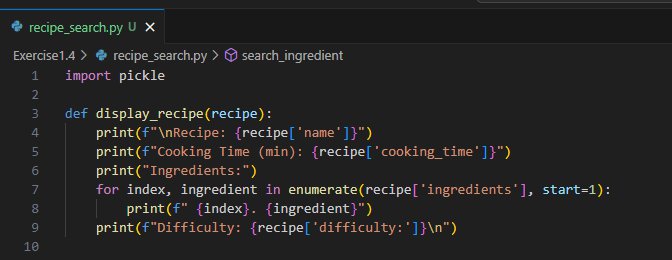 recipe_search.py U ×
Exercise1.4 > recipe_search.py > search_ingredient
1 import pickle
2
3 def display_recipe(recipe):
4     print(f"\nRecipe: {recipe['name']}")
5     print(f"Cooking Time (min): {recipe['cooking_time']}")
6     print("Ingredients:")
7     for index, ingredient in enumerate(recipe['ingredients'], start=1):
8         print(f" {index}. {ingredient}")
9     print(f"Difficulty: {recipe['difficulty:']}\n")
10